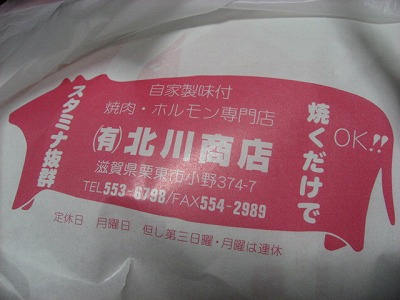 スタミナ抜群
自家製味付
焼肉・ホルモン専門店
㈲北川商店
滋賀県栗東市小野374-7
TEL553-6798/FAX554-2989
焼くだけで
OK!!
定休日 月曜日 但し第三日曜・月曜は連休